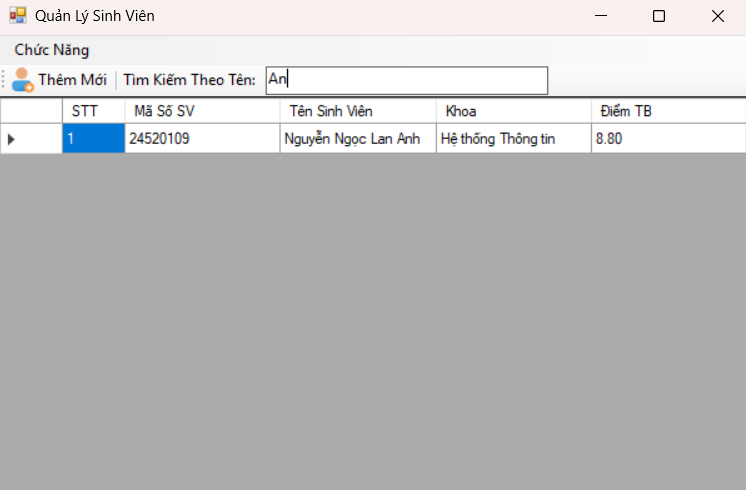 Quản Lý Sinh Viên
Chức Năng
Thêm Mới Tìm Kiếm Theo Tên: An
STT Mã Số SV Tên Sinh Viên Khoa Điểm TB
1 24520109 Nguyễn Ngọc Lan Anh Hệ thống Thông tin 8.80